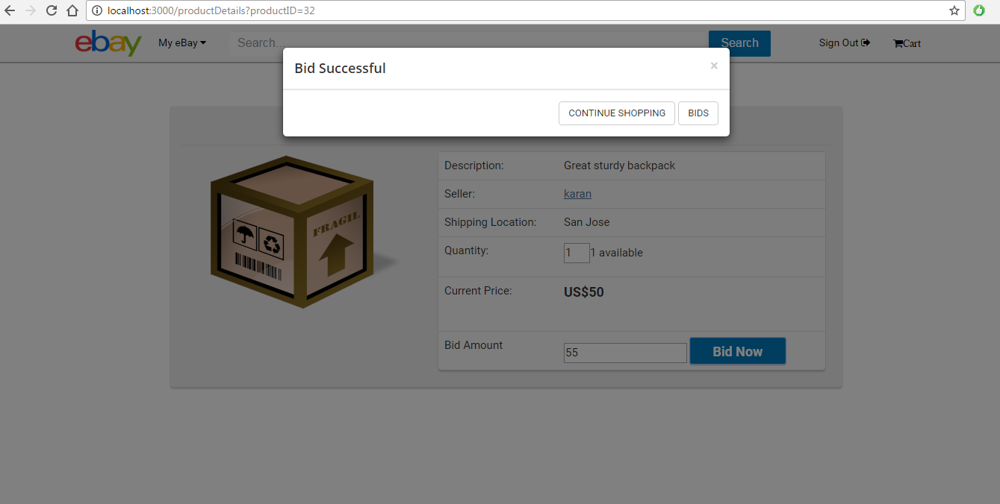 localhost:3000/productDetails?productID=32
ebay My eBay Search... Search Sign Out Cart
Bid Successful ×
CONTINUE SHOPPING BIDS
FRAGIL
Description: Great sturdy backpack
Seller: karan
Shipping Location: San Jose
Quantity: 1 1 available
Current Price: US$50
Bid Amount 55 Bid Now